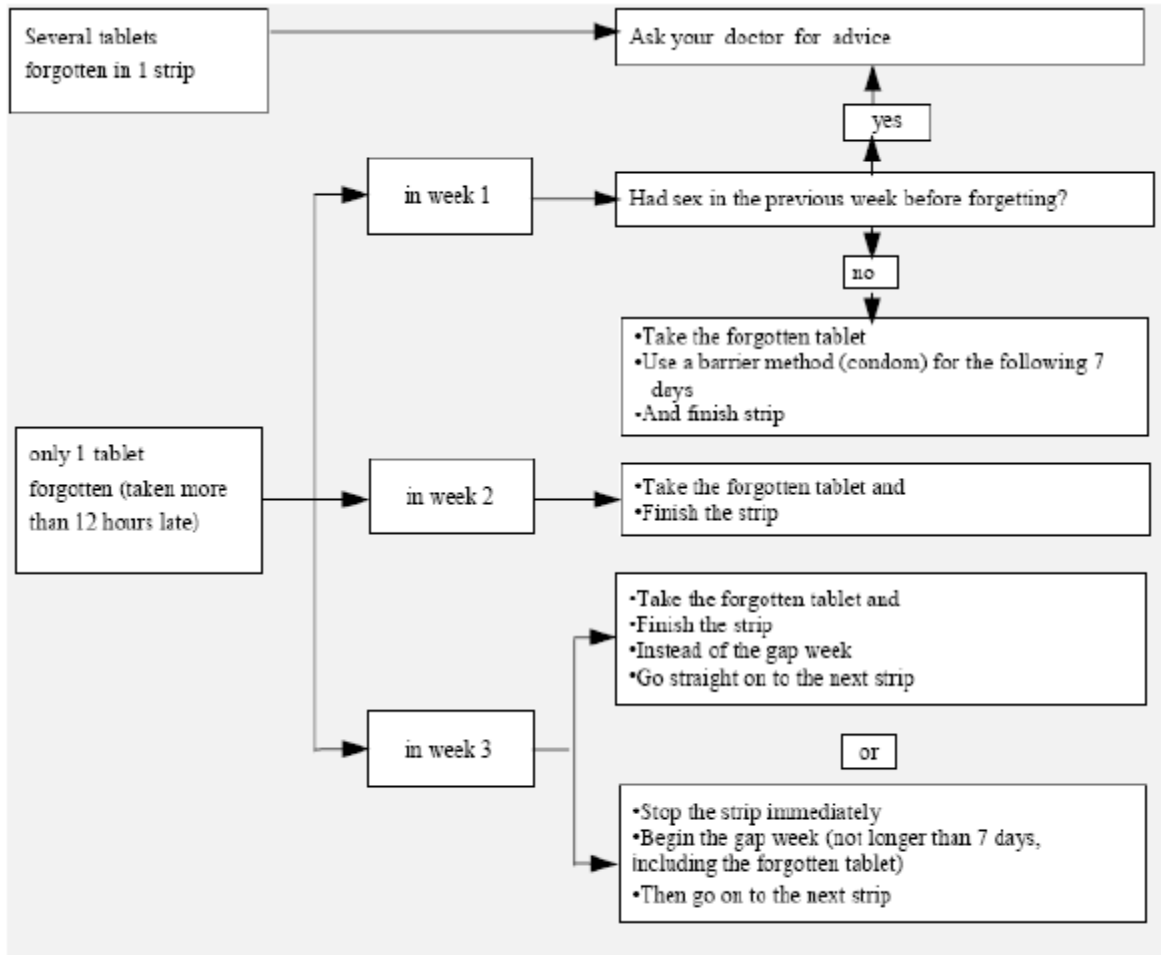 Several tablets
forgotten in 1 strip
Ask your doctor for advice
yes
in week 1
Had sex in the previous week before forgetting?
no
•Take the forgotten tablet
•Use a barrier method (condom) for the following 7
days
•And finish strip
only 1 tablet
forgotten (taken more
than 12 hours late)
in week 2
•Take the forgotten tablet and
•Finish the strip
•Take the forgotten tablet and
•Finish the strip
•Instead of the gap week
•Go straight on to the next strip
in week 3
or
•Stop the strip immediately
•Begin the gap week (not longer than 7 days,
including the forgotten tablet)
•Then go on to the next strip